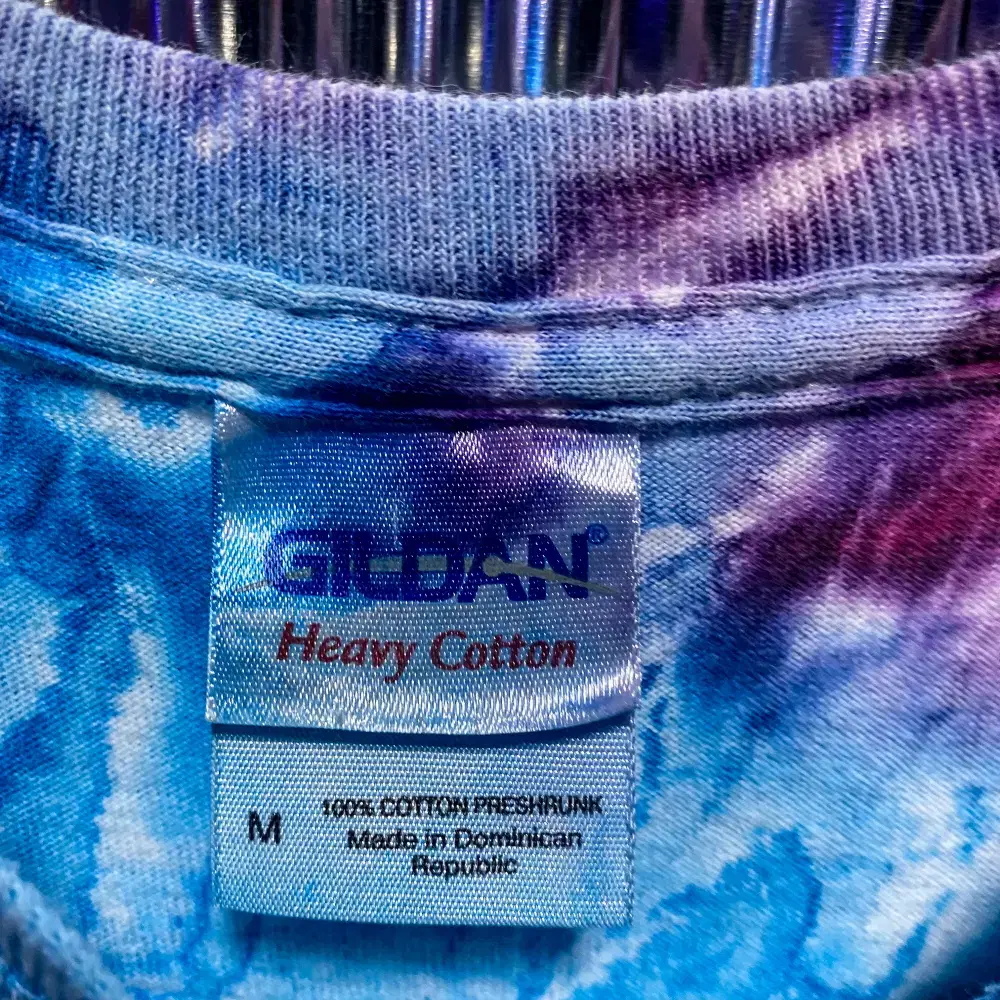 GILDAN®
Heavy Cotton
M
100% COTTON PRESHRUNK
Made in Dominican
Republic